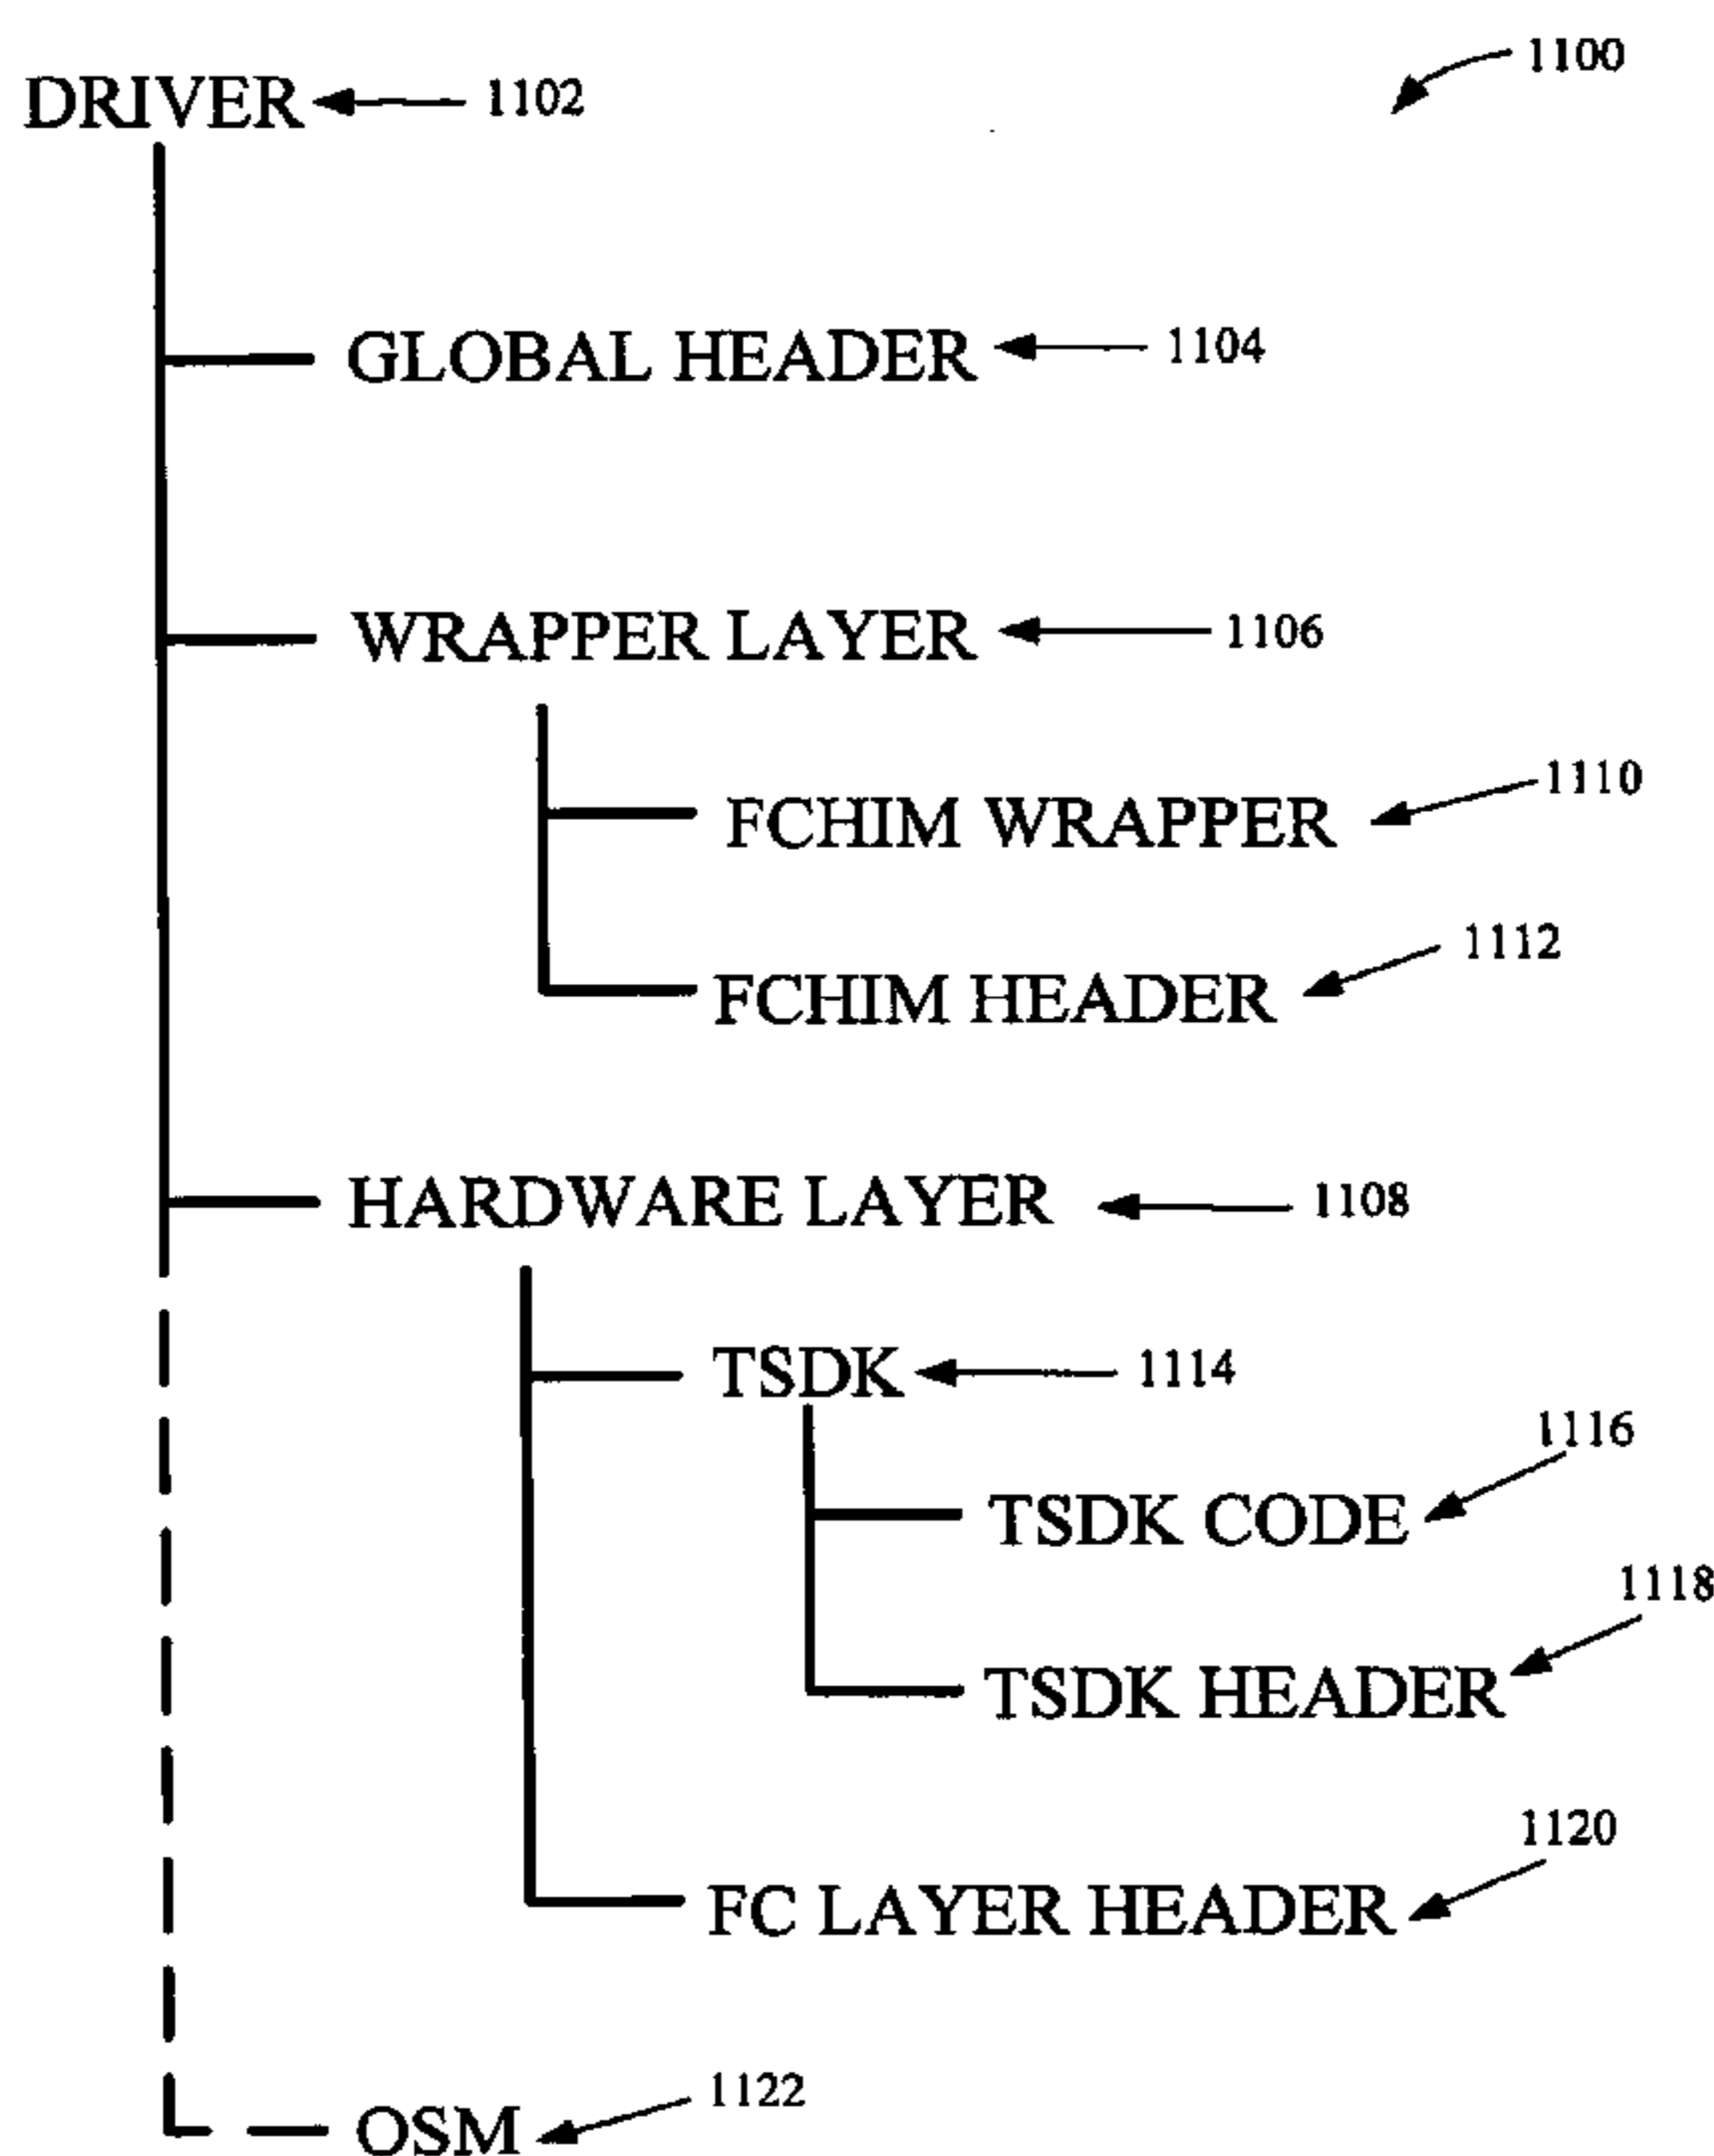 1100
DRIVER 1102
GLOBAL HEADER 1104
WRAPPER LAYER 1106
FCHIM WRAPPER 1110
FCHIM HEADER 1112
HARDWARE LAYER 1108
TSDK 1114
TSDK CODE 1116
TSDK HEADER 1118
FC LAYER HEADER 1120
OSM 1122